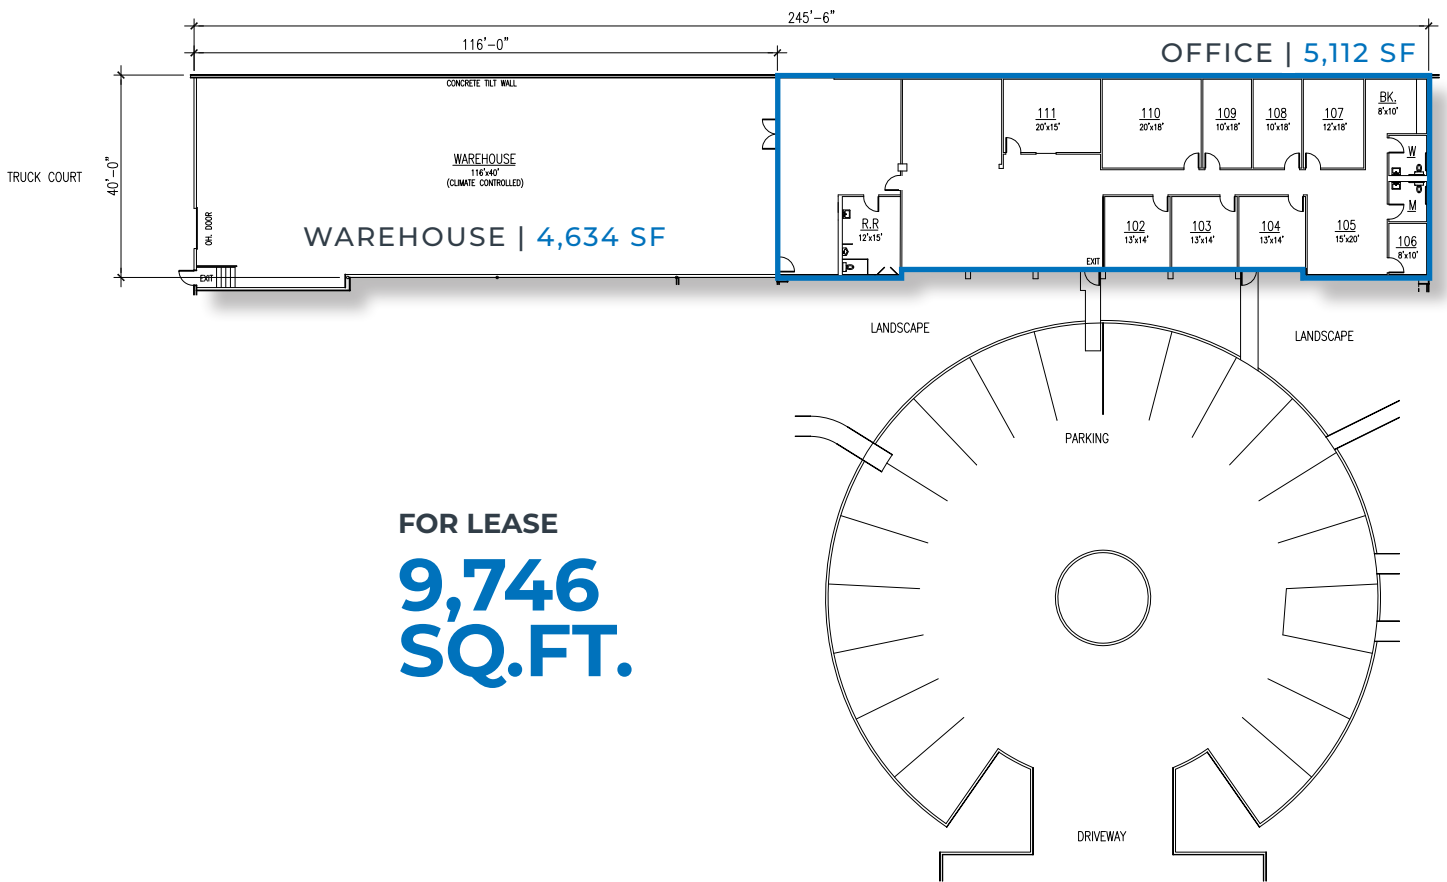 245'-6"
116'-0"
OFFICE | 5,112 SF
CONCRETE TILT WALL
40'-0"
TRUCK COURT
WAREHOUSE
116'x40'
(CLIMATE CONTROLLED)
WAREHOUSE | 4,634 SF
OH. DOOR
EXIT
111
20'x15'
110
20'x18'
109
10'x18'
108
10'x18'
107
12'x18'
BK.
8'x10'
W
M
R.R
12'x15'
102
13'x14'
103
13'x14'
104
13'x14'
105
15'x20'
106
8'x10'
EXIT
LANDSCAPE
LANDSCAPE
PARKING
FOR LEASE
9,746
SQ.FT.
DRIVEWAY